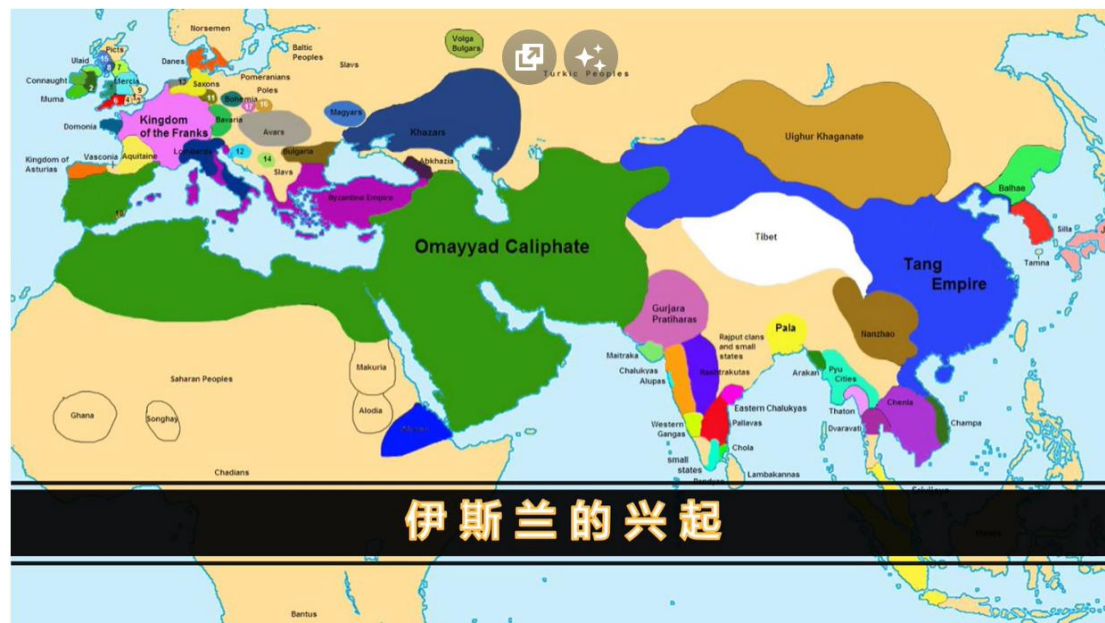 Norsemen
Volga
Bulgars
Turkic Peoples
Picts
Ulaid
Danes
Baltic
Peoples
Slavs
Connaught
Mercia
Saxons
Pomeranians
Poles
Muma
Bohemia
Kingdom
of the Franks
Bavaria
Magyars
Domonia
Avars
Khazars
Uighur Khaganate
Kingdom of
Asturias
Vasconia
Aquitaine
Bulgaria
Abkhazia
12
14
Slavs
Byzantine Empire
Balhae
Silla
Tamna
Omayyad Caliphate
Tibet
Tang
Empire
Gurjara
Pratiharas
Pala
Nanzhao
Rajput clans
and small
states
Maitraka
Chalukyas
Alupas
Rashtrakutas
Arakan
Pyu
Cities
Makuria
Saharan Peoples
Ghana
Songhay
Alodia
Eastern Chalukyas
Pallavas
Western
Gangas
Chola
small
states
Lambakannas
Thaton
Dvaravati
Chenla
Champa
Chadians
伊斯兰的兴起
Bantus